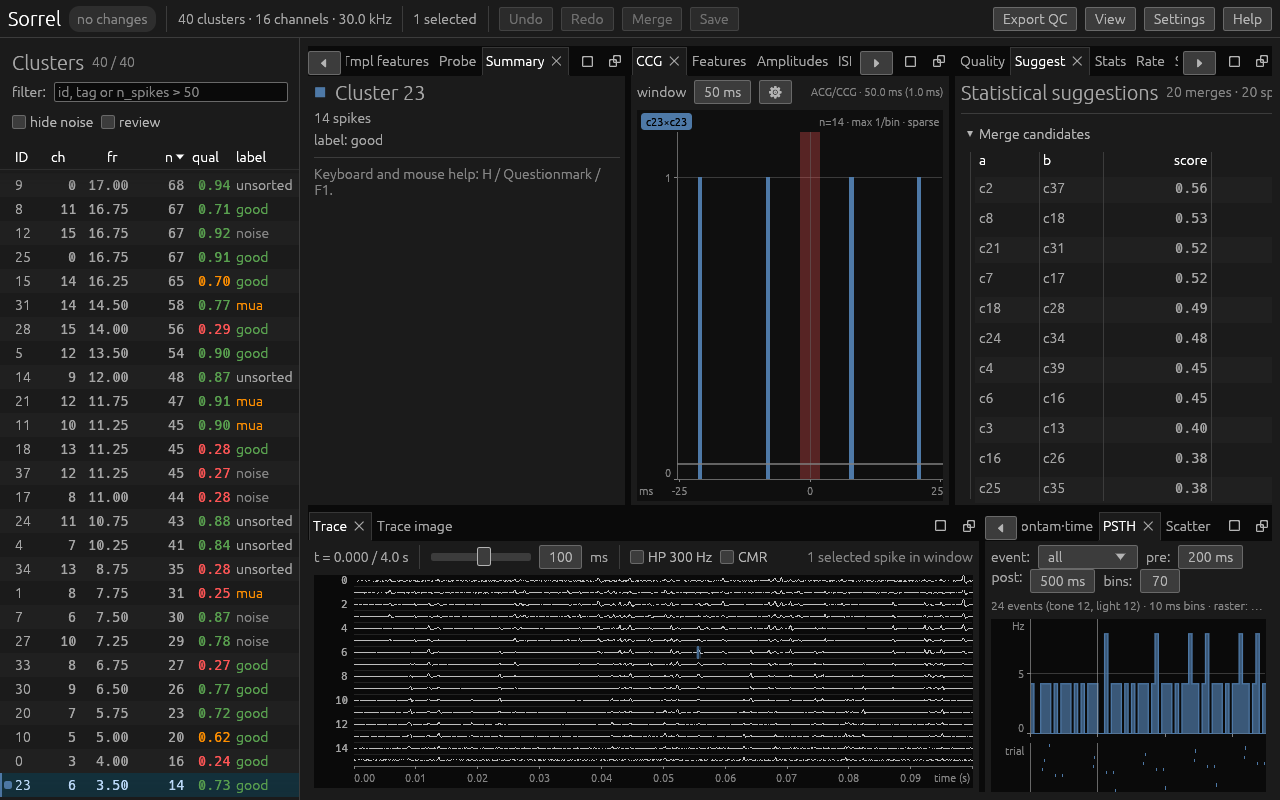 Sorrel no changes 40 clusters · 16 channels · 30.0 kHz 1 selected Undo Redo Merge Save Export QC View Settings Help
Clusters 40 / 40
filter: id, tag or n_spikes > 50
hide noise review
ID ch fr n qual label
9 0 17.00 68 0.94 unsorted
8 11 16.75 67 0.71 good
12 15 16.75 67 0.92 noise
25 0 16.75 67 0.91 good
15 14 16.25 65 0.70 good
31 14 14.50 58 0.77 mua
28 15 14.00 56 0.29 good
5 12 13.50 54 0.90 good
14 9 12.00 48 0.87 unsorted
21 12 11.75 47 0.91 mua
11 10 11.25 45 0.90 mua
18 13 11.25 45 0.28 good
37 12 11.25 45 0.27 noise
17 8 11.00 44 0.28 noise
24 11 10.75 43 0.88 unsorted
4 7 10.25 41 0.84 unsorted
34 13 8.75 35 0.28 unsorted
1 8 7.75 31 0.25 mua
7 6 7.50 30 0.87 noise
27 10 7.25 29 0.78 noise
33 8 6.75 27 0.27 good
30 9 6.50 26 0.77 good
20 7 5.75 23 0.72 good
10 5 5.00 20 0.62 good
0 3 4.00 16 0.24 good
23 6 3.50 14 0.73 good
Tmpl features Probe Summary
Cluster 23
14 spikes
label: good
Keyboard and mouse help: H / Questionmark /
F1.
CCG Features Amplitudes ISI
window 50 ms ACG/CCG · 50.0 ms (1.0 ms)
c23×c23 n=14 · max 1/bin · sparse
1
0
ms -25 0 25
Quality Suggest Stats Rate
Statistical suggestions 20 merges · 20 sp
Merge candidates
a b score
c2 c37 0.56
c8 c18 0.53
c21 c31 0.52
c7 c17 0.52
c18 c28 0.49
c24 c34 0.48
c4 c39 0.45
c6 c16 0.45
c3 c13 0.40
c16 c26 0.38
c25 c35 0.38
Trace Trace image
t = 0.000 / 4.0 s 100 ms HP 300 Hz CMR 1 selected spike in window
0
2
4
6
8
10
12
14
0.00 0.01 0.02 0.03 0.04 0.05 0.06 0.07 0.08 0.09 time (s)
ontam·time PSTH Scatter
event: all pre: 200 ms
post: 500 ms bins: 70
24 events (tone 12, light 12) · 10 ms bins · raster: …
Hz
5
0
trial